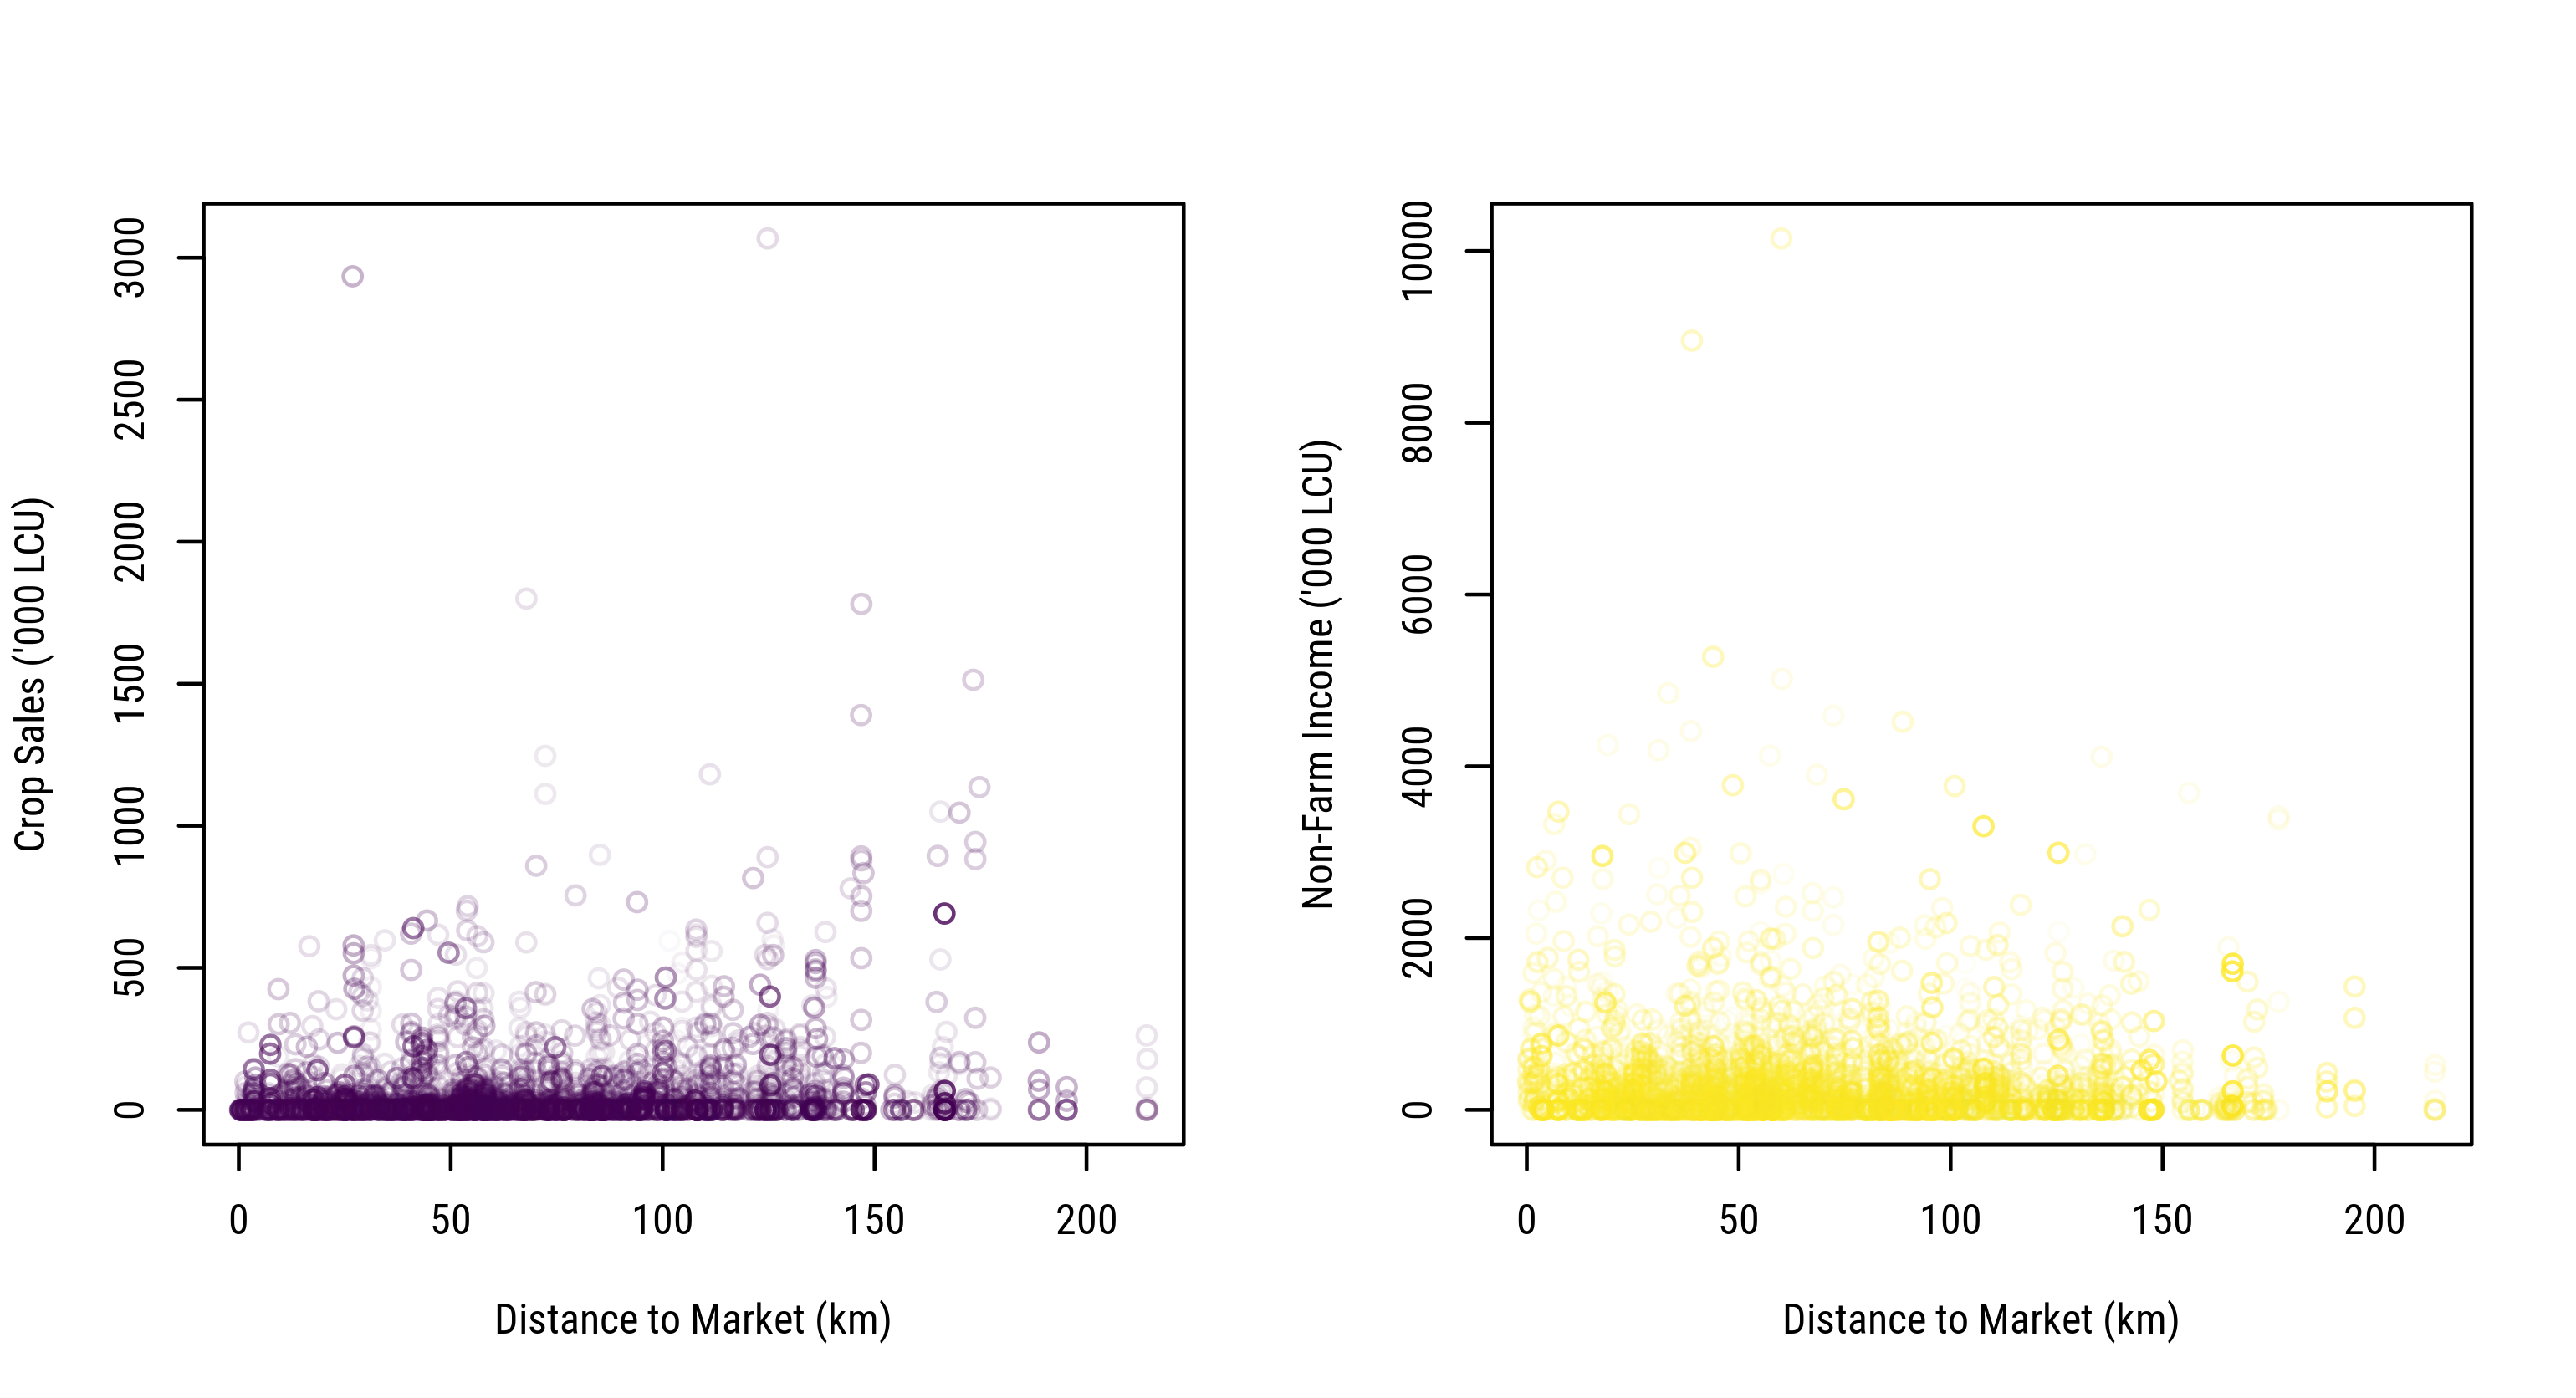 Crop Sales ('000 LCU)
3000
2500
2000
1500
1000
500
0
0 50 100 150 200
Distance to Market (km)
Non-Farm Income ('000 LCU)
10000
8000
6000
4000
2000
0
0 50 100 150 200
Distance to Market (km)